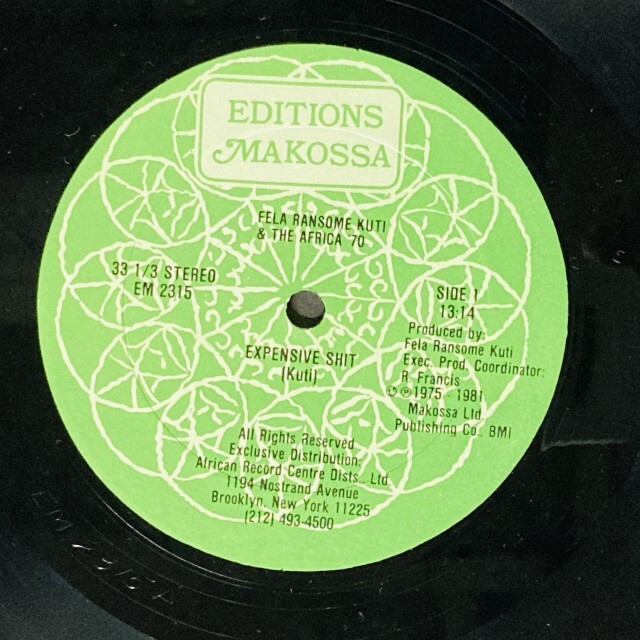 EDITIONS
MAKOSSA
FELA RANSOME KUTI
& THE AFRICA '70
33 1/3 STEREO
EM 2315
SIDE 1
13:14
Produced by:
Fela Ransome Kuti
Exec. Prod. Coordinator:
R. Francis
©℗1975 - 1981
Makossa Ltd.
Publishing Co., BMI
EXPENSIVE SHIT
(Kuti)
All Rights Reserved
Exclusive Distribution:
African Record Centre Dists., Ltd.
1194 Nostrand Avenue
Brooklyn, New York 11225
(212) 493-4500